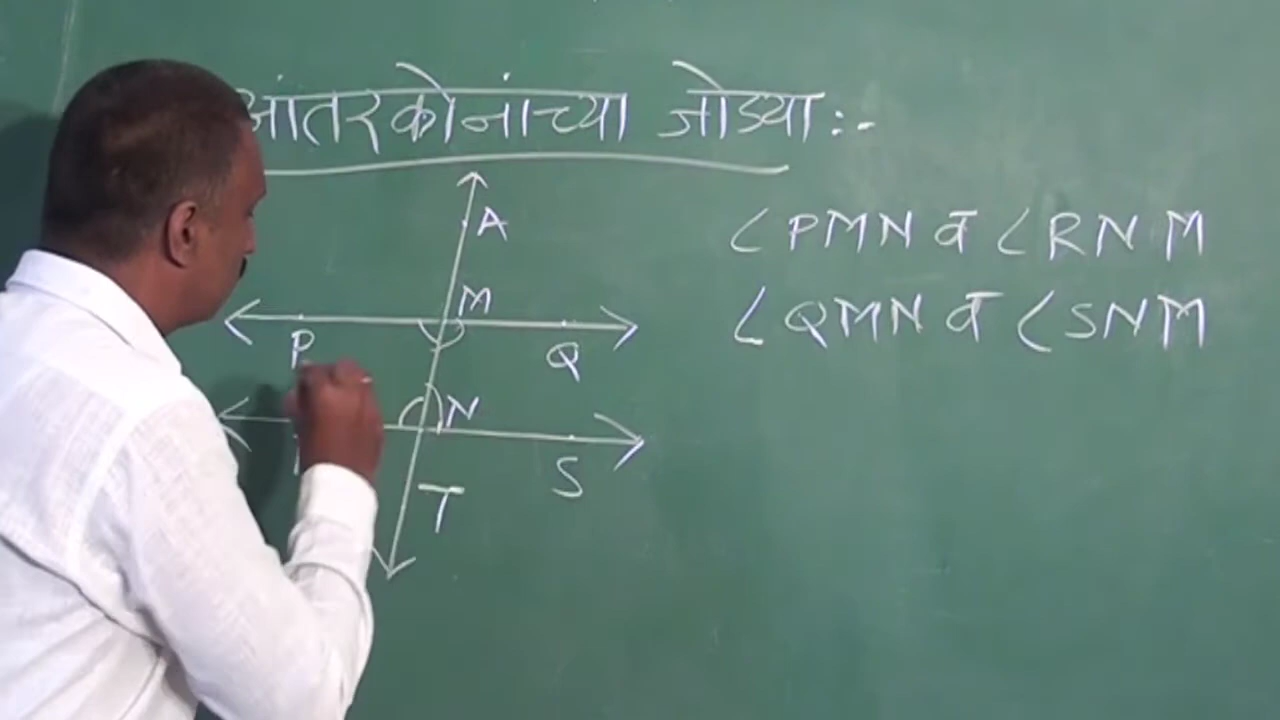 आंतरकोनांच्या जोड्या :-
A
∠PMN व ∠RNM
M
∠QMN व ∠SNM
P
Q
N
S
T